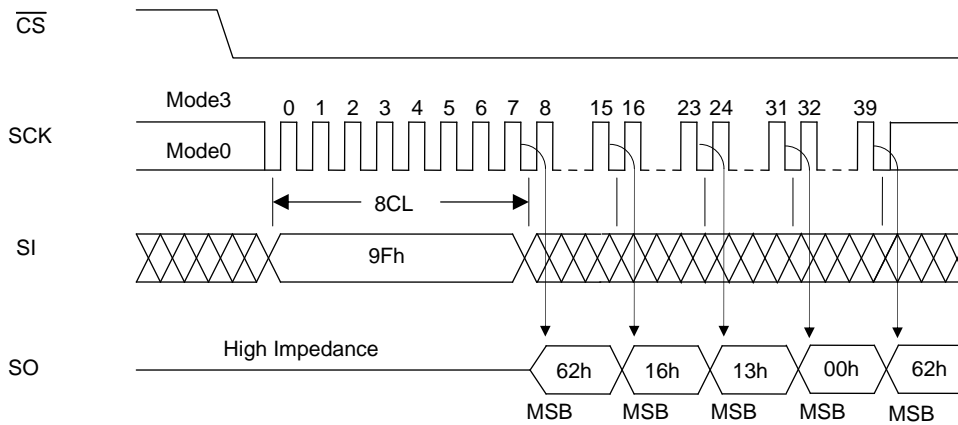 CS
Mode3
0 1 2 3 4 5 6 7 8 15 16 23 24 31 32 39
SCK
Mode0
8CL
SI
9Fh
High Impedance
SO
62h 16h 13h 00h 62h
MSB MSB MSB MSB MSB